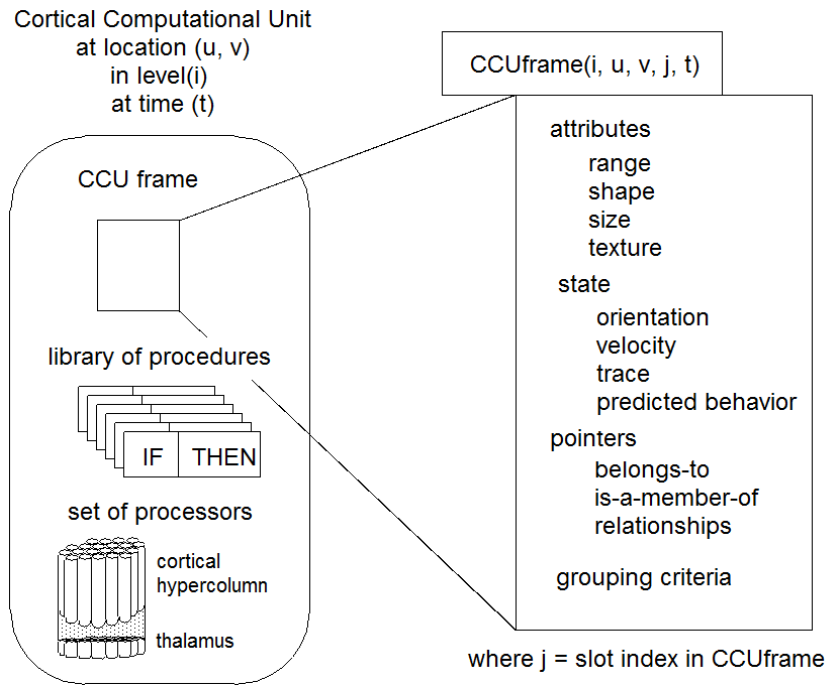 Cortical Computational Unit
at location (u, v)
in level(i)
at time (t)
CCU frame
library of procedures
IF THEN
set of processors
cortical
hypercolumn
thalamus
CCUframe(i, u, v, j, t)
attributes
range
shape
size
texture
state
orientation
velocity
trace
predicted behavior
pointers
belongs-to
is-a-member-of
relationships
grouping criteria
where j = slot index in CCUframe